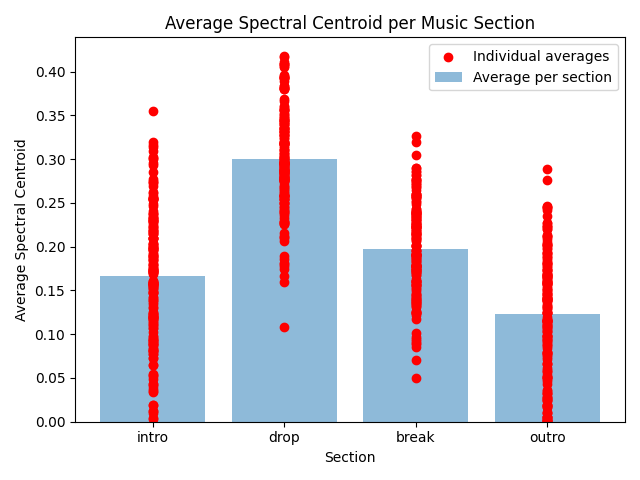 Average Spectral Centroid per Music Section
Individual averages
Average per section
Average Spectral Centroid
0.40
0.35
0.30
0.25
0.20
0.15
0.10
0.05
0.00
intro drop break outro
Section